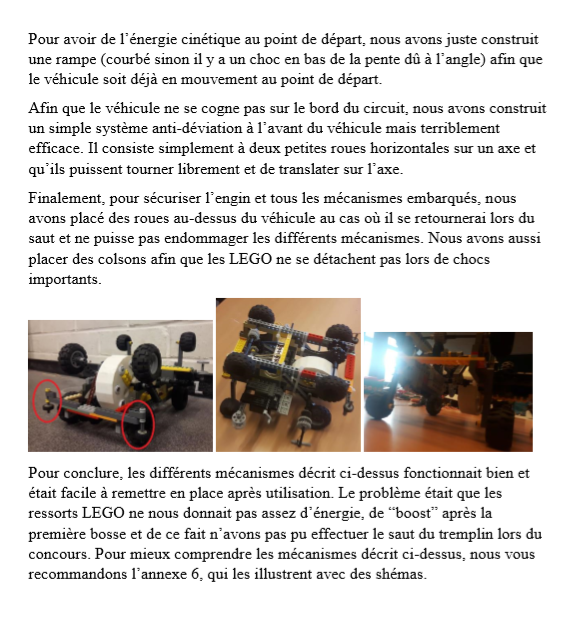 Pour avoir de l’énergie cinétique au point de départ, nous avons juste construit
une rampe (courbé sinon il y a un choc en bas de la pente dû à l’angle) afin que
le véhicule soit déjà en mouvement au point de départ.
Afin que le véhicule ne se cogne pas sur le bord du circuit, nous avons construit
un simple système anti-déviation à l’avant du véhicule mais terriblement
efficace. Il consiste simplement à deux petites roues horizontales sur un axe et
qu’ils puissent tourner librement et de translater sur l’axe.
Finalement, pour sécuriser l’engin et tous les mécanismes embarqués, nous
avons placé des roues au-dessus du véhicule au cas où il se retournerai lors du
saut et ne puisse pas endommager les différents mécanismes. Nous avons aussi
placer des colsons afin que les LEGO ne se détachent pas lors de chocs
importants.
Pour conclure, les différents mécanismes décrit ci-dessus fonctionnait bien et
était facile à remettre en place après utilisation. Le problème était que les
ressorts LEGO ne nous donnait pas assez d’énergie, de “boost” après la
première bosse et de ce fait n’avons pas pu effectuer le saut du tremplin lors du
concours. Pour mieux comprendre les mécanismes décrit ci-dessus, nous vous
recommandons l’annexe 6, qui les illustrent avec des shémas.